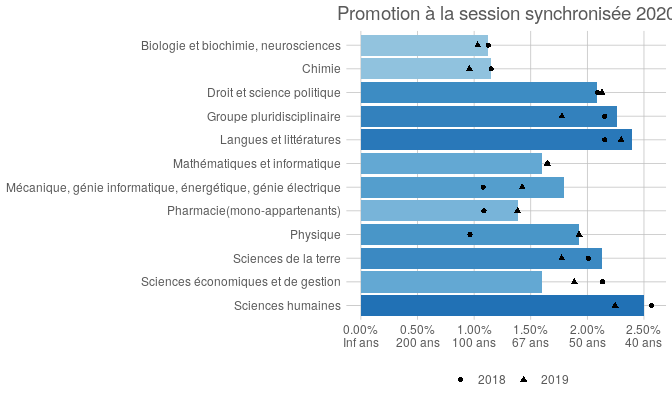 Promotion à la session synchronisée 2020
Biologie et biochimie, neurosciences
Chimie
Droit et science politique
Groupe pluridisciplinaire
Langues et littératures
Mathématiques et informatique
Mécanique, génie informatique, énergétique, génie électrique
Pharmacie(mono-appartenants)
Physique
Sciences de la terre
Sciences économiques et de gestion
Sciences humaines
0.00% 0.50% 1.00% 1.50% 2.00% 2.50%
Inf ans 200 ans 100 ans 67 ans 50 ans 40 ans
2018 2019